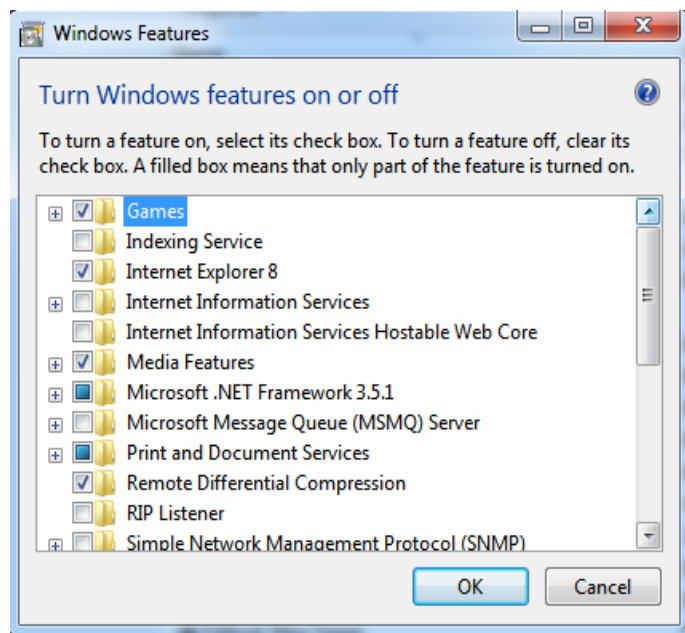 Windows Features
Turn Windows features on or off
To turn a feature on, select its check box. To turn a feature off, clear its
check box. A filled box means that only part of the feature is turned on.
Games
Indexing Service
Internet Explorer 8
Internet Information Services
Internet Information Services Hostable Web Core
Media Features
Microsoft .NET Framework 3.5.1
Microsoft Message Queue (MSMQ) Server
Print and Document Services
Remote Differential Compression
RIP Listener
Simple Network Management Protocol (SNMP)
OK
Cancel